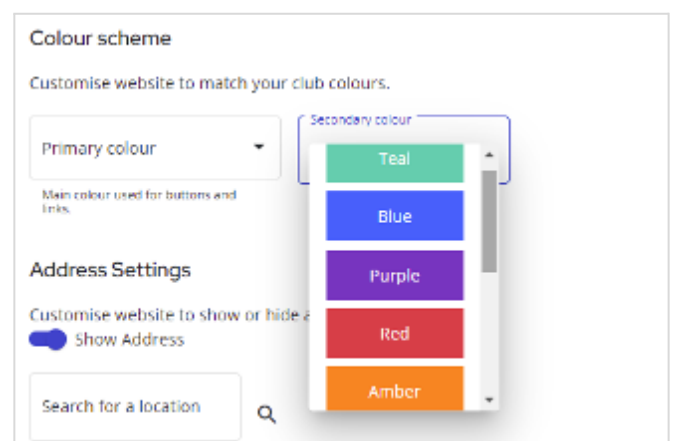 Colour scheme
Customise website to match your club colours.
Primary colour
Secondary colour
Main colour used for buttons and
links.
Teal
Blue
Purple
Red
Amber
Address Settings
Customise website to show or hide a
Show Address
Search for a location